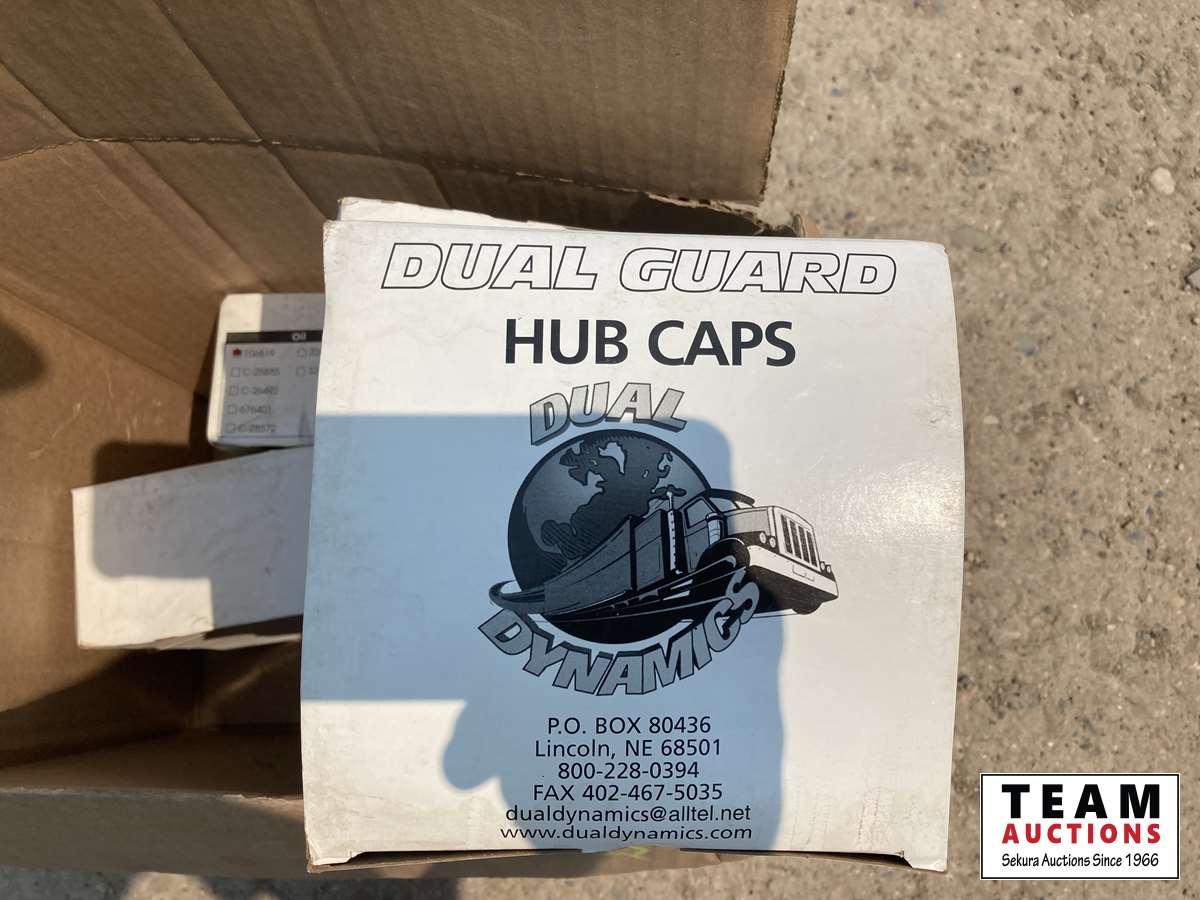 DUAL GUARD
HUB CAPS
DUAL
DYNAMICS
P.O. BOX 80436
Lincoln, NE 68501
800-228-0394
FAX 402-467-5035
dualdynamics@alltel.net
www.dualdynamics.com
Oil
C-28572
TEAM
AUCTIONS
Sekura Auctions Since 1966